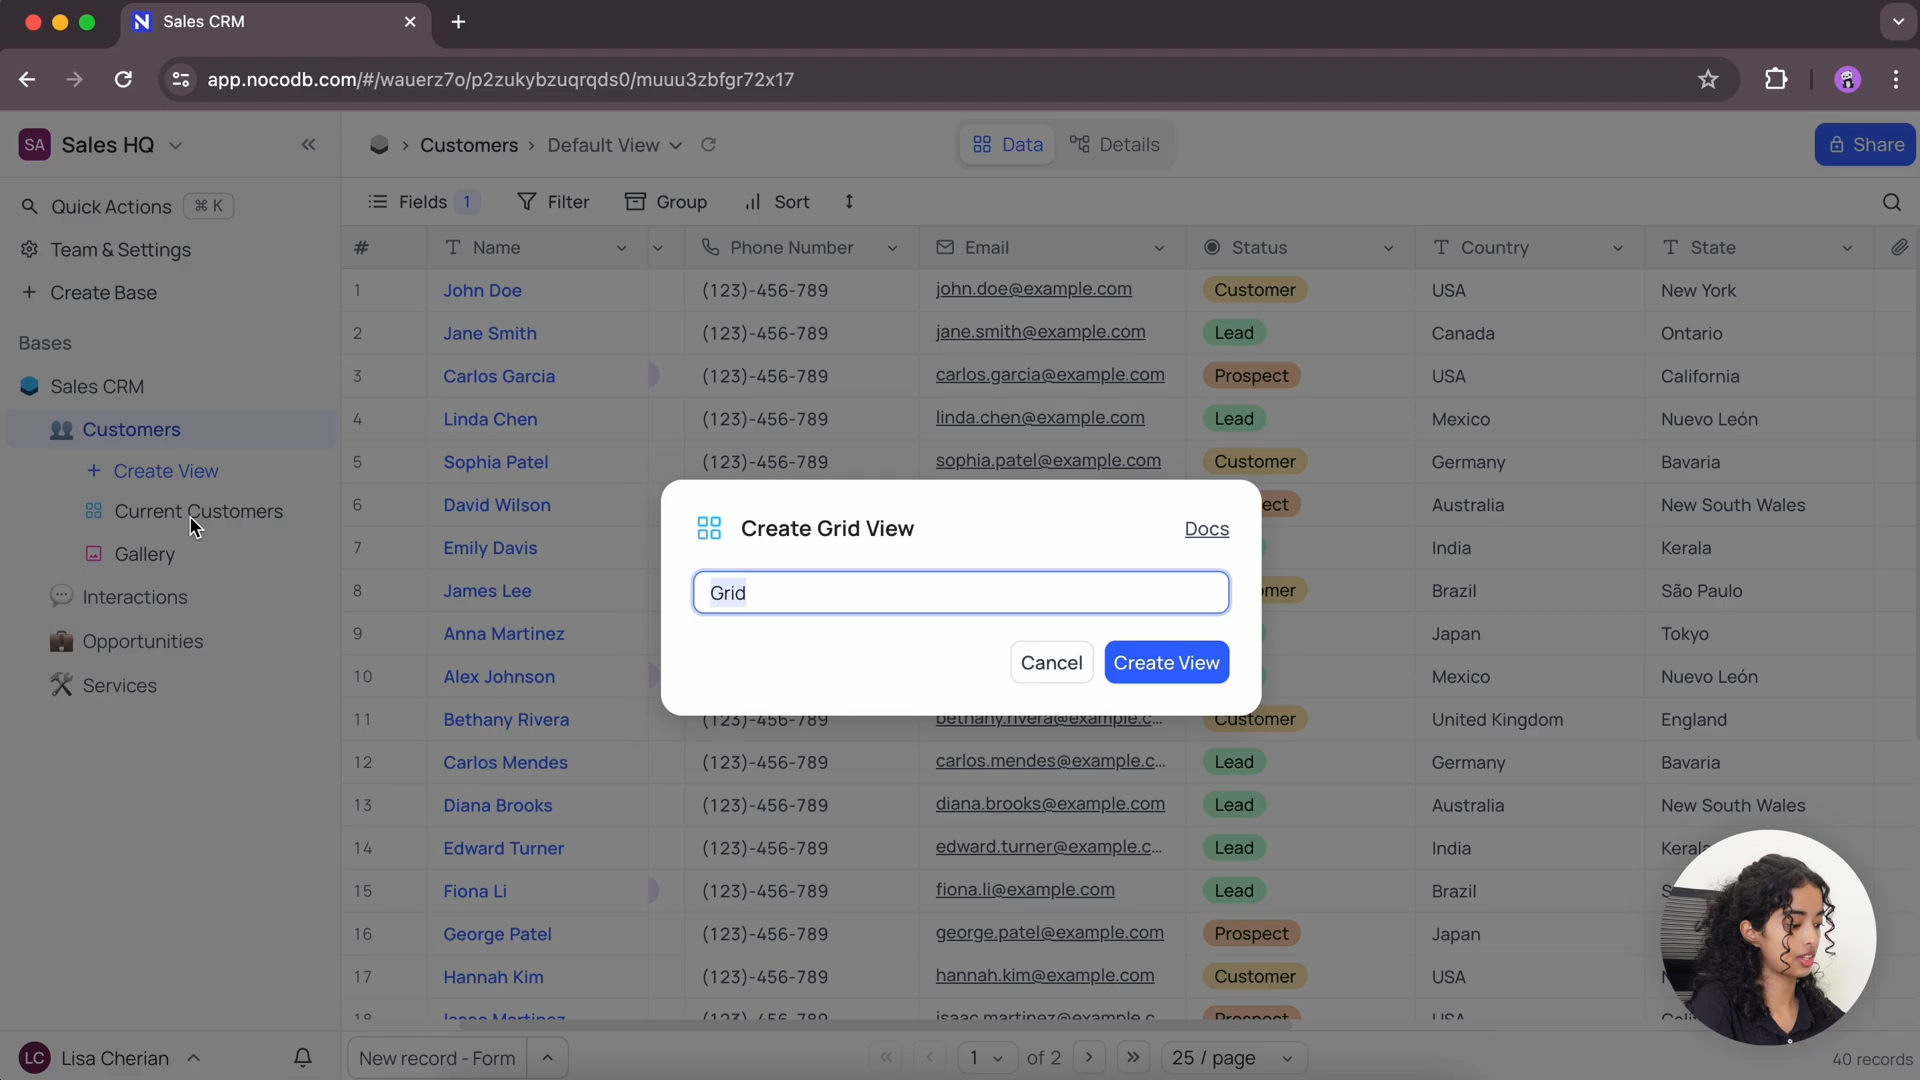 Sales CRM
app.nocodb.com/#/wauerz7o/p2zukybzuqrqds0/muuu3zbfgr72x17
SA Sales HQ
Customers Default View
Data Details
Share
Quick Actions ⌘ K
Fields 1 Filter Group Sort
Team & Settings
# Name Phone Number Email Status Country State
Create Base
1 John Doe (123)-456-789 john.doe@example.com Customer USA New York
Bases
2 Jane Smith (123)-456-789 jane.smith@example.com Lead Canada Ontario
Sales CRM
3 Carlos Garcia (123)-456-789 carlos.garcia@example.com Prospect USA California
Customers
4 Linda Chen (123)-456-789 linda.chen@example.com Lead Mexico Nuevo León
Create View
5 Sophia Patel (123)-456-789 sophia.patel@example.com Customer Germany Bavaria
Current Customers
6 David Wilson ect Australia New South Wales
Gallery
7 Emily Davis India Kerala
Interactions
8 James Lee omer Brazil São Paulo
Opportunities
9 Anna Martinez Japan Tokyo
Services
10 Alex Johnson Mexico Nuevo León
Create Grid View Docs
Grid
Cancel Create View
11 Bethany Rivera (123)-456-789 bethany.rivera@example.c... Customer United Kingdom England
12 Carlos Mendes (123)-456-789 carlos.mendes@example.c... Lead Germany Bavaria
13 Diana Brooks (123)-456-789 diana.brooks@example.com Lead Australia New South Wales
14 Edward Turner (123)-456-789 edward.turner@example.c... Lead India Kerala
15 Fiona Li (123)-456-789 fiona.li@example.com Lead Brazil S
16 George Patel (123)-456-789 george.patel@example.com Prospect Japan
17 Hannah Kim (123)-456-789 hannah.kim@example.com Customer USA
18 Isaac Martinez (123)-456-789 isaac.martinez@example.c Prospect USA Cali
LC Lisa Cherian
New record - Form
1 of 2 25 / page
40 records